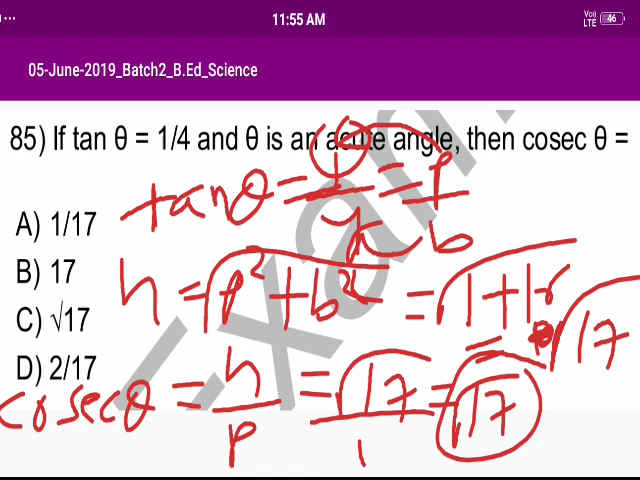 11:55 AM
Vo) LTE 46
05-June-2019_Batch2_B.Ed_Science
85) If tan θ = 1/4 and θ is an acute angle, then cosec θ =
tanθ = 1/4 = p/b
A) 1/17
B) 17
h = √p² + b² = √1+16
C) √17
= √17
D) 2/17
cosecθ = h/p = √17/1 = √17